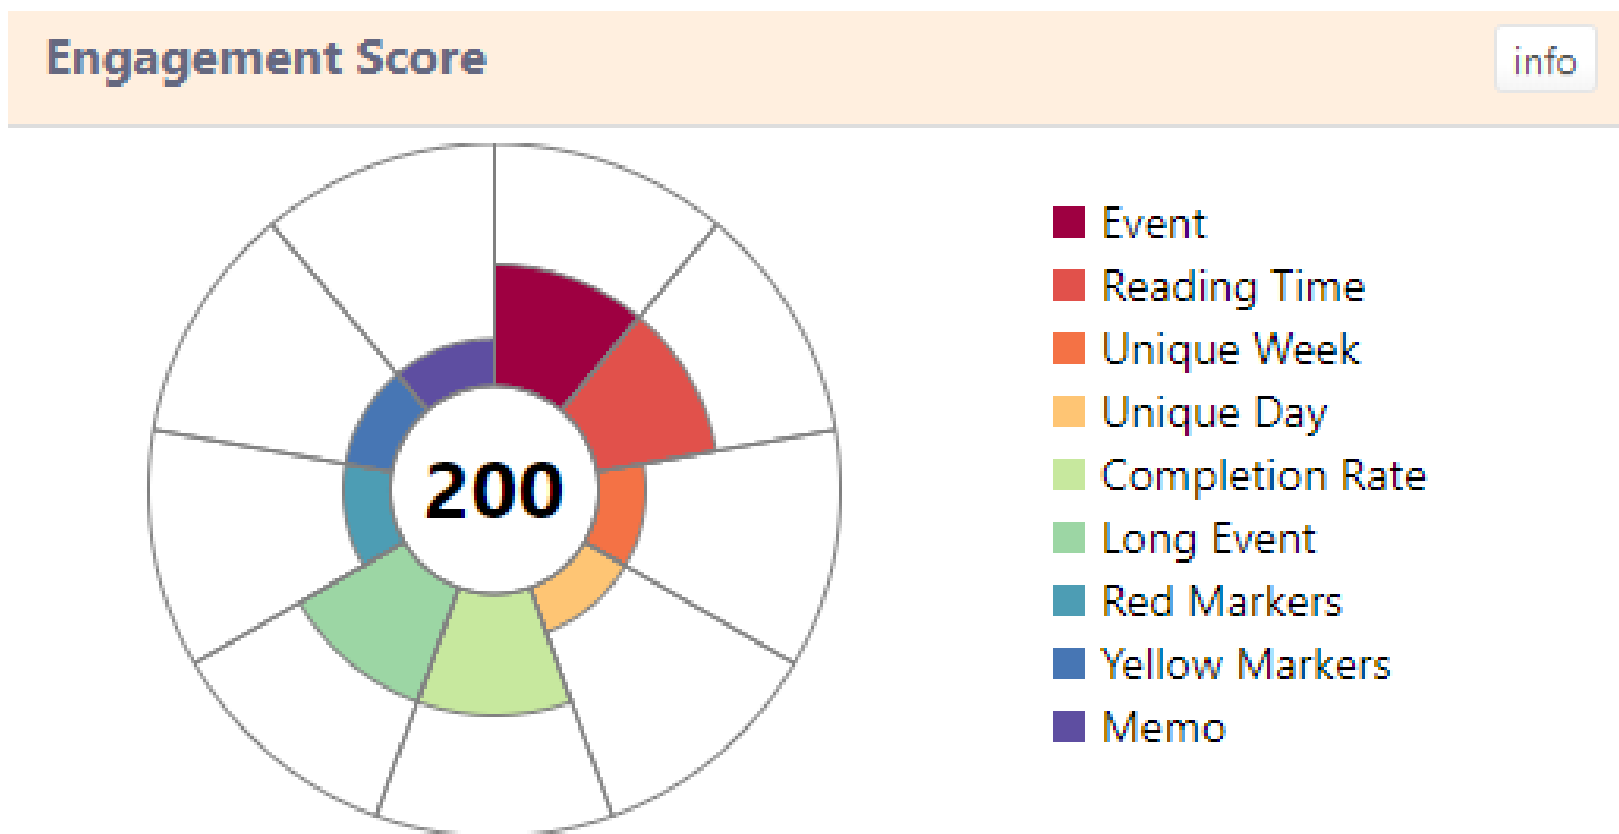 Engagement Score
info
200
Event
Reading Time
Unique Week
Unique Day
Completion Rate
Long Event
Red Markers
Yellow Markers
Memo